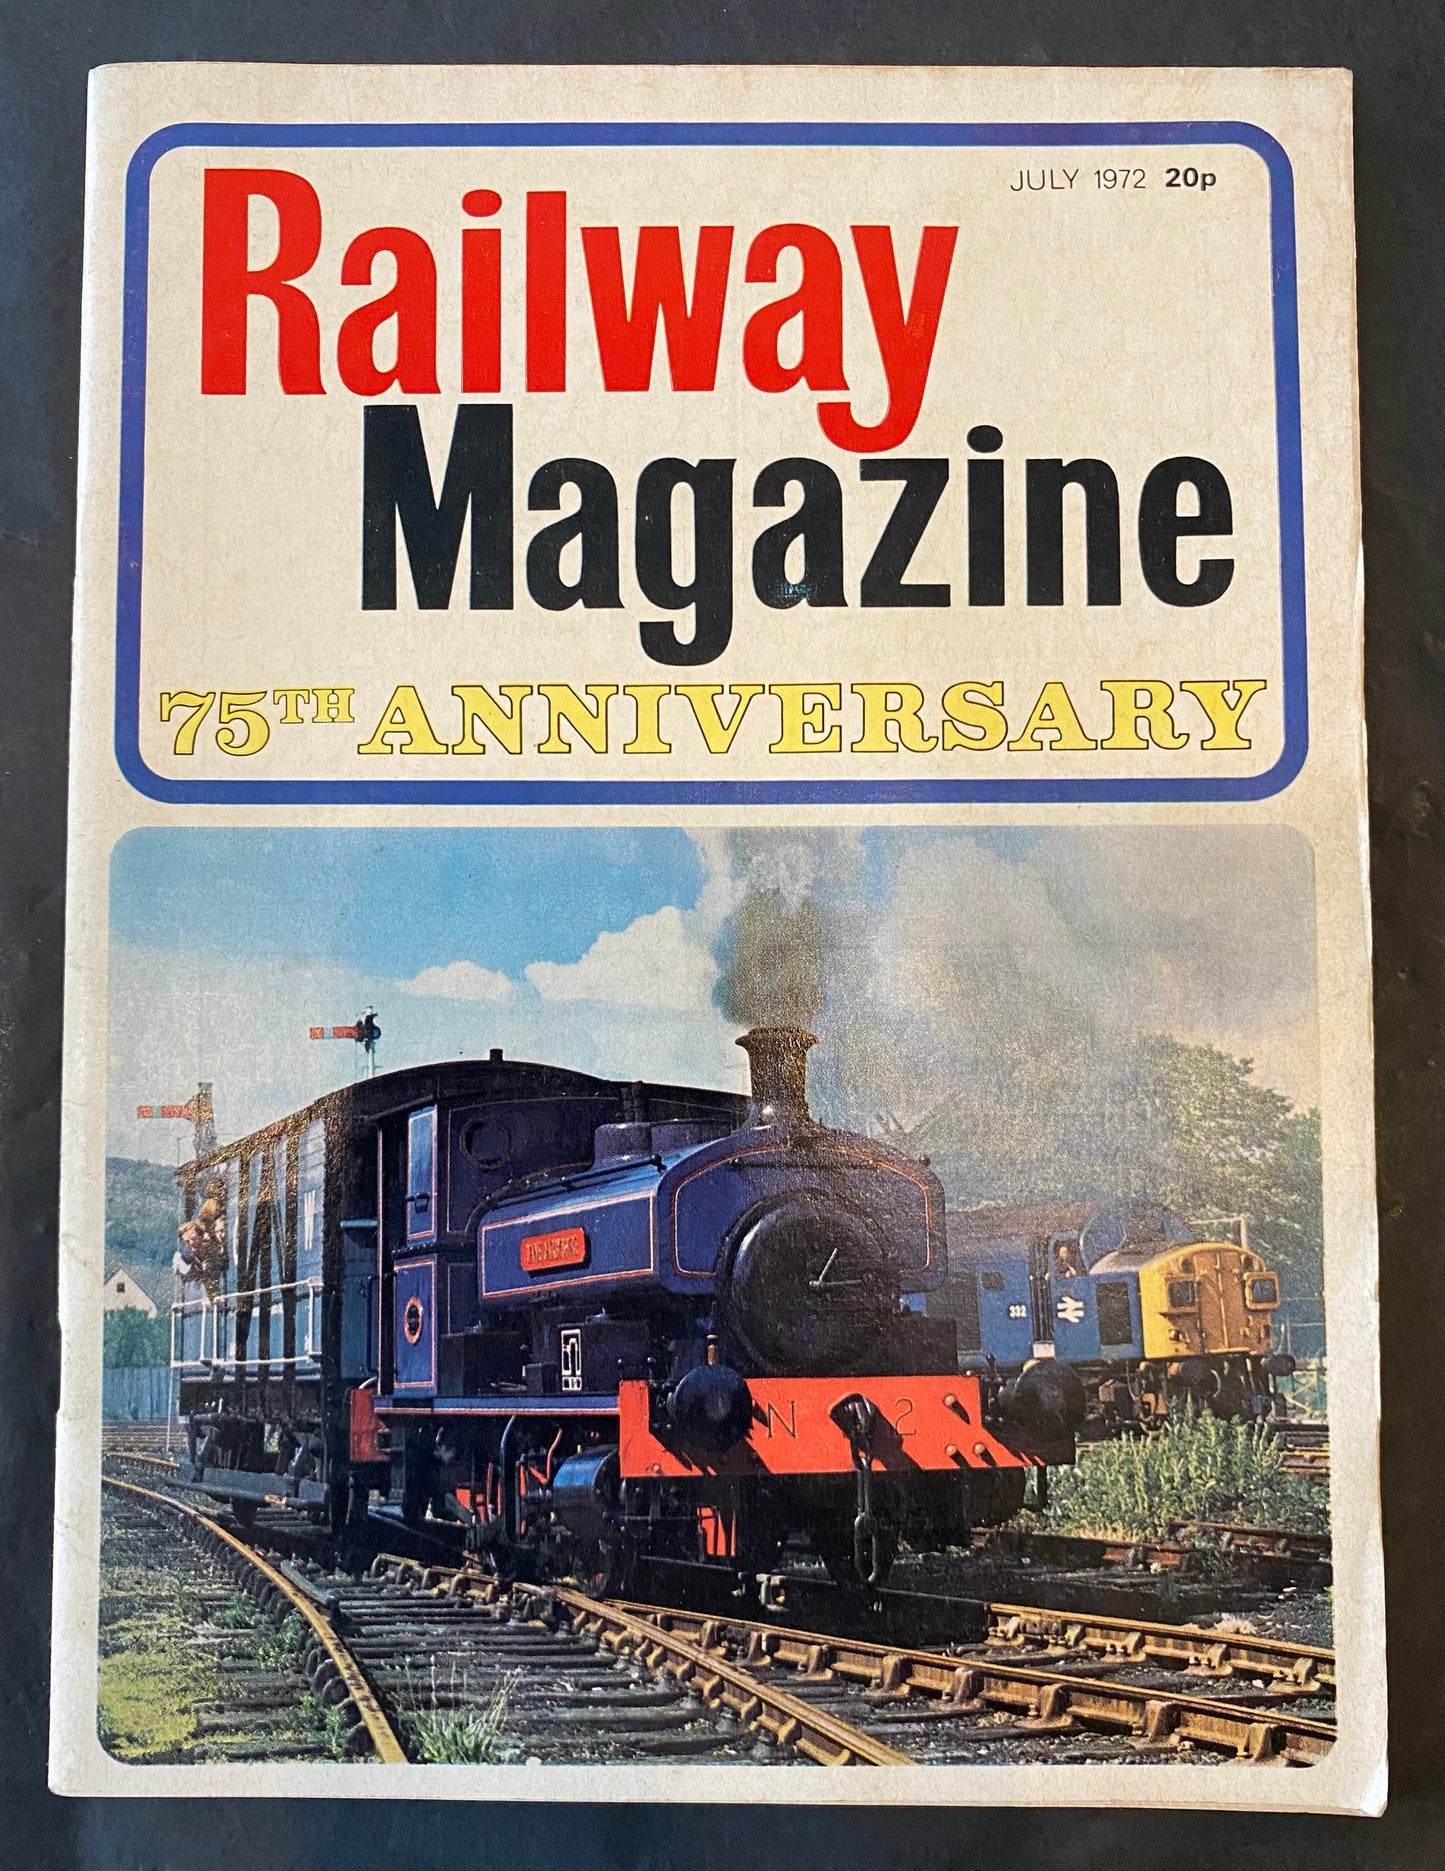 JULY 1972 20p
Railway
Magazine
75TH ANNIVERSARY
332
N 2